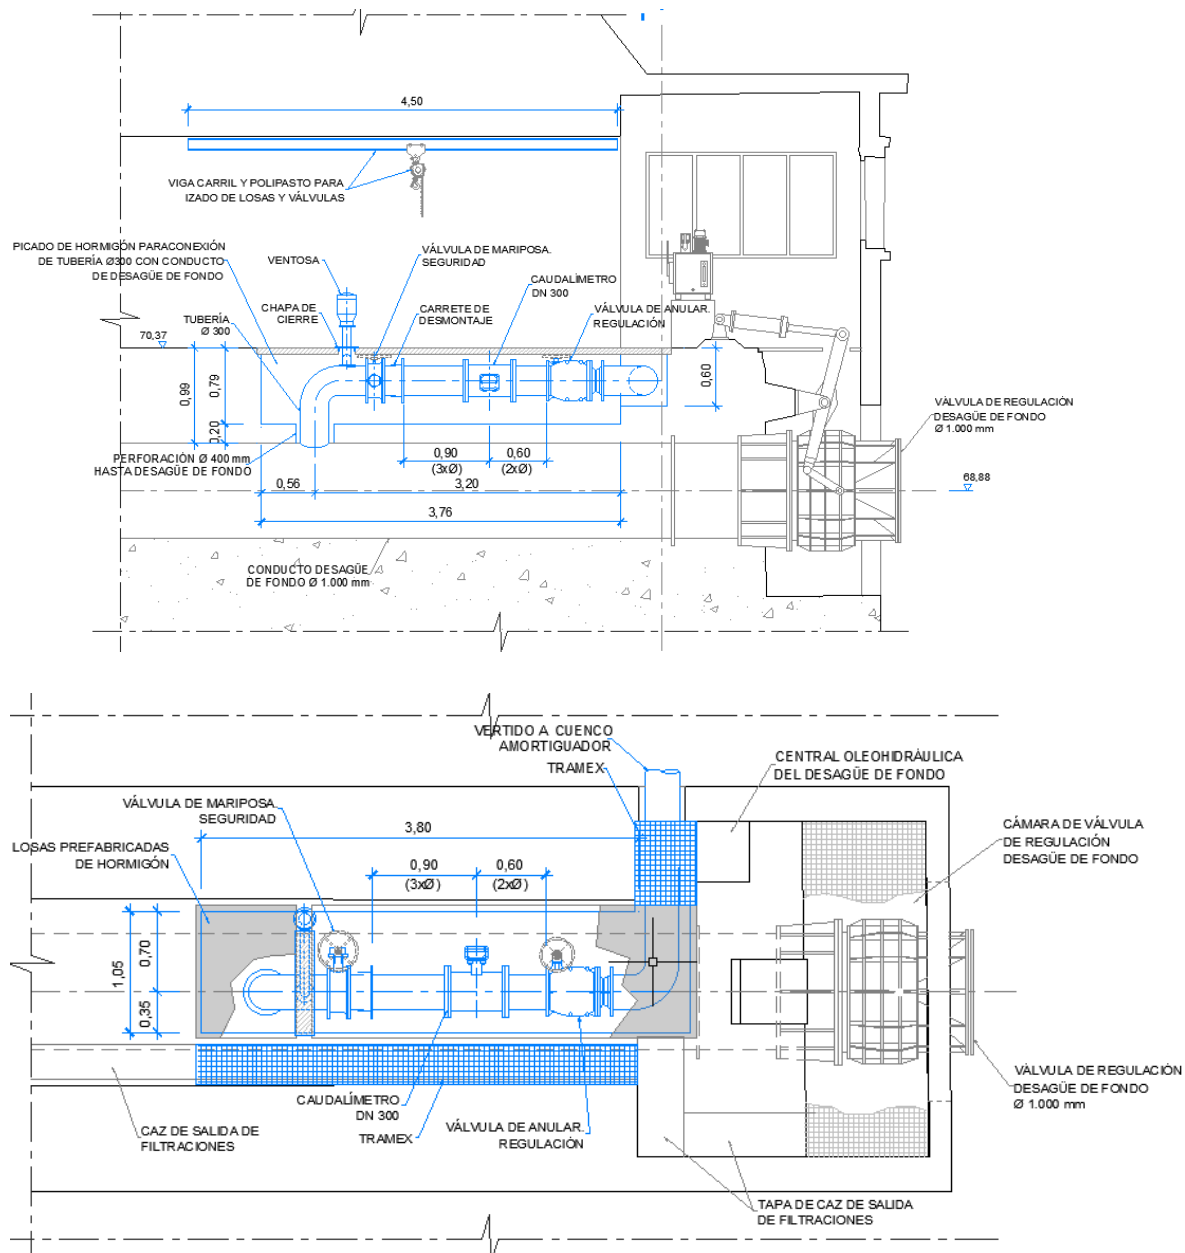 4,50
VIGA CARRIL Y POLIPASTO PARA
IZADO DE LOSAS Y VÁLVULAS
PICADO DE HORMIGÓN PARACONEXIÓN
DE TUBERÍA Ø300 CON CONDUCTO
DE DESAGÜE DE FONDO
VENTOSA
VÁLVULA DE MARIPOSA.
SEGURIDAD
CAUDALÍMETRO
DN 300
CHAPA DE
CIERRE
CARRETE DE
DESMONTAJE
VÁLVULA DE ANULAR.
REGULACIÓN
TUBERÍA
Ø 300
70,37
0,99
0,79
0,20
0,60
VÁLVULA DE REGULACIÓN
DESAGÜE DE FONDO
Ø 1.000 mm
PERFORACIÓN Ø 400 mm
HASTA DESAGÜE DE FONDO
0,90
(3xØ)
0,60
(2xØ)
0,56
3,20
68,88
3,76
CONDUCTO DESAGÜE
DE FONDO Ø 1.000 mm
VERTIDO A CUENCO
AMORTIGUADOR
TRAMEX
CENTRAL OLEOHIDRÁULICA
DEL DESAGÜE DE FONDO
VÁLVULA DE MARIPOSA.
SEGURIDAD
3,80
LOSAS PREFABRICADAS
DE HORMIGÓN
CÁMARA DE VÁLVULA
DE REGULACIÓN
DESAGÜE DE FONDO
0,90
(3xØ)
0,60
(2xØ)
1,05
0,70
0,35
VÁLVULA DE REGULACIÓN
DESAGÜE DE FONDO
Ø 1.000 mm
CAUDALÍMETRO
DN 300
TRAMEX
VÁLVULA DE ANULAR.
REGULACIÓN
CAZ DE SALIDA DE
FILTRACIONES
TAPA DE CAZ DE SALIDA
DE FILTRACIONES